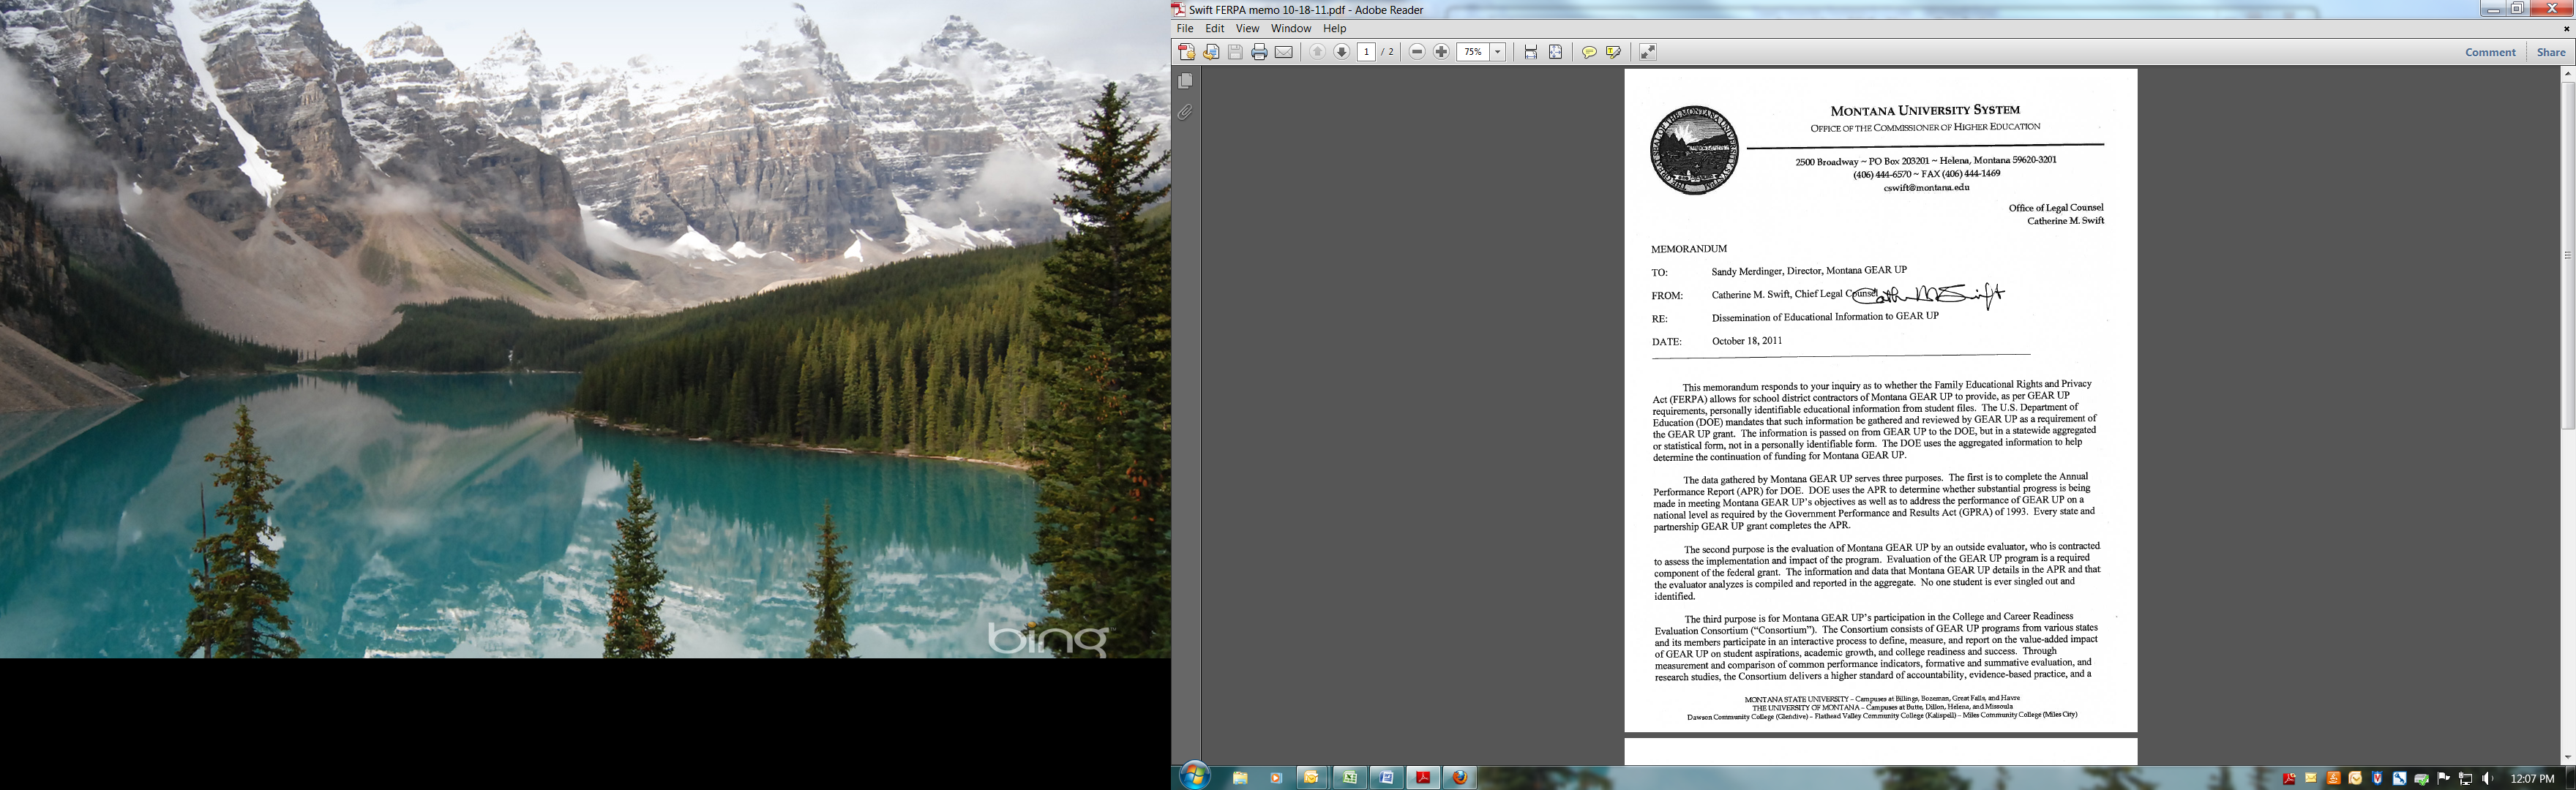 bing
Swift FERPA memo 10-18-11.pdf - Adobe Reader
File Edit View Window Help
1 / 2 75% Comment Share
MONTANA UNIVERSITY SYSTEM
OFFICE OF THE COMMISSIONER OF HIGHER EDUCATION
2500 Broadway ~ PO Box 203201 ~ Helena, Montana 59620-3201
(406) 444-6570 ~ FAX (406) 444-1469
cswift@montana.edu
Office of Legal Counsel
Catherine M. Swift
MEMORANDUM
TO: Sandy Merdinger, Director, Montana GEAR UP
FROM: Catherine M. Swift, Chief Legal Counsel
RE: Dissemination of Educational Information to GEAR UP
DATE: October 18, 2011
This memorandum responds to your inquiry as to whether the Family Educational Rights and Privacy
Act (FERPA) allows for school district contractors of Montana GEAR UP to provide, as per GEAR UP
requirements, personally identifiable educational information from student files. The U.S. Department of
Education (DOE) mandates that such information be gathered and reviewed by GEAR UP as a requirement of
the GEAR UP grant. The information is passed on from GEAR UP to the DOE, but in a statewide aggregated
or statistical form, not in a personally identifiable form. The DOE uses the aggregated information to help
determine the continuation of funding for Montana GEAR UP.
The data gathered by Montana GEAR UP serves three purposes. The first is to complete the Annual
Performance Report (APR) for DOE. DOE uses the APR to determine whether substantial progress is being
made in meeting Montana GEAR UP's objectives as well as to address the performance of GEAR UP on a
national level as required by the Government Performance and Results Act (GPRA) of 1993. Every state and
partnership GEAR UP grant completes the APR.
The second purpose is the evaluation of Montana GEAR UP by an outside evaluator, who is contracted
to assess the implementation and impact of the program. Evaluation of the GEAR UP program is a required
component of the federal grant. The information and data that Montana GEAR UP details in the APR and that
the evaluator analyzes is compiled and reported in the aggregate. No one student is ever singled out and
identified.
The third purpose is for Montana GEAR UP's participation in the College and Career Readiness
Evaluation Consortium ("Consortium"). The Consortium consists of GEAR UP programs from various states
and its members participate in an interactive process to define, measure, and report on the value-added impact
of GEAR UP on student aspirations, academic growth, and college readiness and success. Through
measurement and comparison of common performance indicators, formative and summative evaluation, and
research studies, the Consortium delivers a higher standard of accountability, evidence-based practice, and a
MONTANA STATE UNIVERSITY – Campuses at Billings, Bozeman, Great Falls, and Havre
THE UNIVERSITY OF MONTANA – Campuses at Butte, Dillon, Helena, and Missoula
Dawson Community College (Glendive) – Flathead Valley Community College (Kalispell) – Miles Community College (Miles City)
12:07 PM